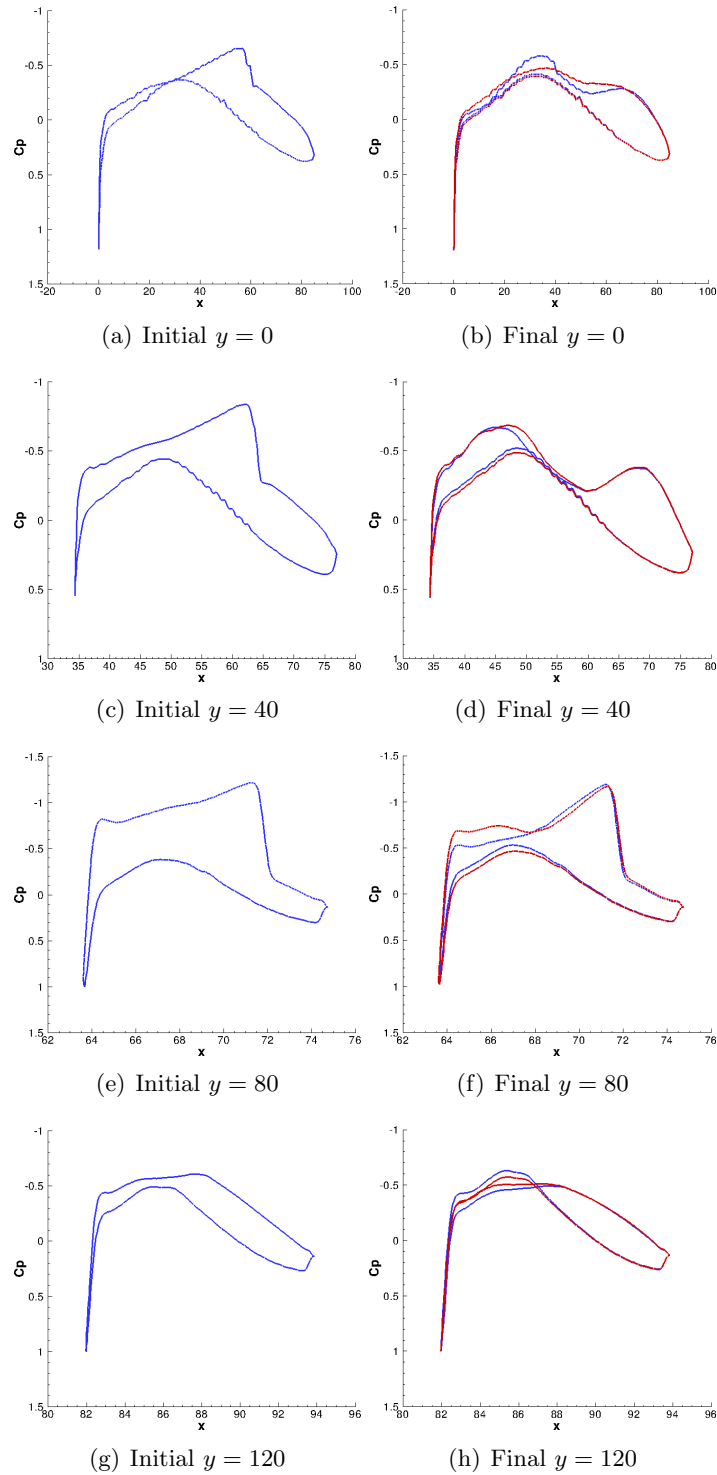 -1
-0.5
0
0.5
1
1.5
Cp
-20 0 20 40 60 80 100
x
(a) Initial y = 0
-1
-0.5
0
0.5
1
1.5
Cp
-20 0 20 40 60 80 100
x
(b) Final y = 0
-1
-0.5
0
0.5
1
Cp
30 35 40 45 50 55 60 65 70 75 80
x
(c) Initial y = 40
-1
-0.5
0
0.5
1
Cp
30 35 40 45 50 55 60 65 70 75 80
x
(d) Final y = 40
-1.5
-1
-0.5
0
0.5
1
1.5
Cp
62 64 66 68 70 72 74 76
x
(e) Initial y = 80
-1.5
-1
-0.5
0
0.5
1
1.5
Cp
62 64 66 68 70 72 74 76
x
(f) Final y = 80
-1
-0.5
0
0.5
1
1.5
Cp
80 82 84 86 88 90 92 94 96
x
(g) Initial y = 120
-1
-0.5
0
0.5
1
1.5
Cp
80 82 84 86 88 90 92 94 96
x
(h) Final y = 120